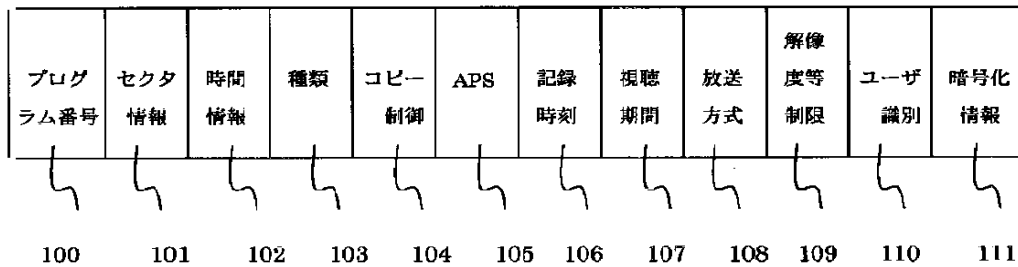 プログ
ラム番号
セクタ
情報
時間
情報
種類
コピー
制御
APS
記録
時刻
視聴
期間
放送
方式
解像
度等
制限
ユーザ
識別
暗号化
情報
100 101 102 103 104 105 106 107 108 109 110 111